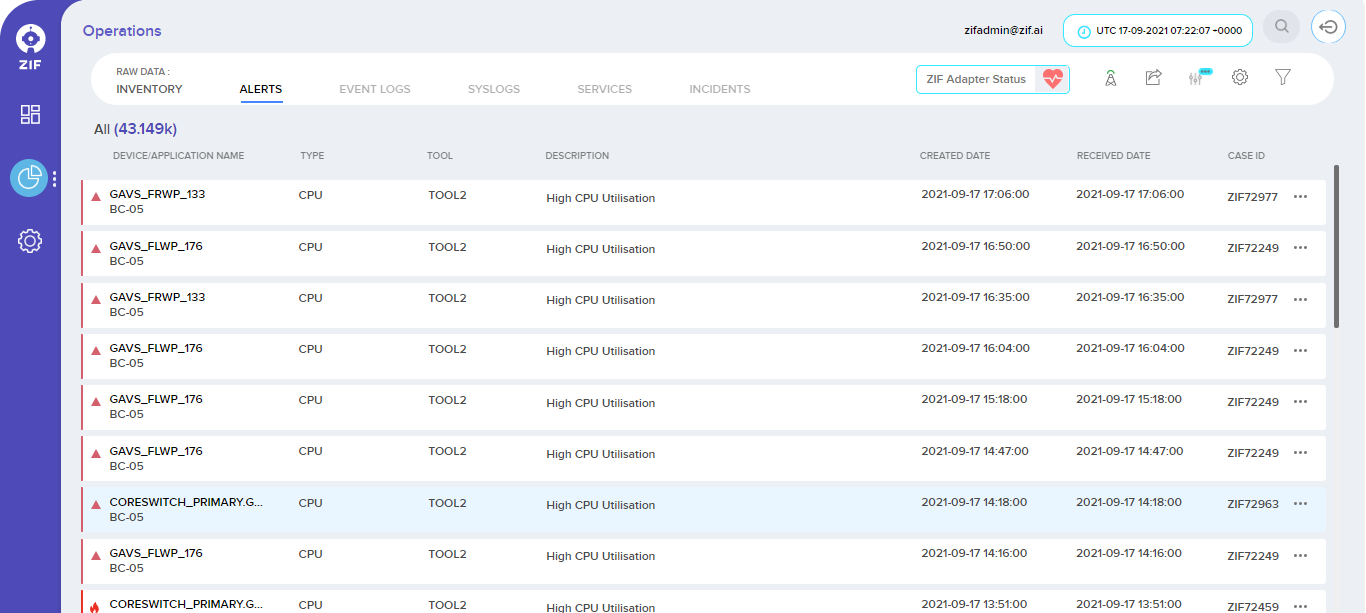 Operations
zifadmin@zif.ai
UTC 17-09-2021 07:22:07 +0000
ZIF
RAW DATA :
INVENTORY ALERTS EVENT LOGS SYSLOGS SERVICES INCIDENTS
ZIF Adapter Status
All (43.149k)
DEVICE/APPLICATION NAME TYPE TOOL DESCRIPTION CREATED DATE RECEIVED DATE CASE ID
GAVS_FRWP_133 CPU TOOL2 High CPU Utilisation 2021-09-17 17:06:00 2021-09-17 17:06:00 ZIF72977
BC-05
GAVS_FLWP_176 CPU TOOL2 High CPU Utilisation 2021-09-17 16:50:00 2021-09-17 16:50:00 ZIF72249
BC-05
GAVS_FRWP_133 CPU TOOL2 High CPU Utilisation 2021-09-17 16:35:00 2021-09-17 16:35:00 ZIF72977
BC-05
GAVS_FLWP_176 CPU TOOL2 High CPU Utilisation 2021-09-17 16:04:00 2021-09-17 16:04:00 ZIF72249
BC-05
GAVS_FLWP_176 CPU TOOL2 High CPU Utilisation 2021-09-17 15:18:00 2021-09-17 15:18:00 ZIF72249
BC-05
GAVS_FLWP_176 CPU TOOL2 High CPU Utilisation 2021-09-17 14:47:00 2021-09-17 14:47:00 ZIF72249
BC-05
CORESWITCH_PRIMARY.G... CPU TOOL2 High CPU Utilisation 2021-09-17 14:18:00 2021-09-17 14:18:00 ZIF72963
BC-05
GAVS_FLWP_176 CPU TOOL2 High CPU Utilisation 2021-09-17 14:16:00 2021-09-17 14:16:00 ZIF72249
BC-05
CORESWITCH_PRIMARY.G... CPU TOOL2 High CPU Utilisation 2021-09-17 13:51:00 2021-09-17 13:51:00 ZIF72459